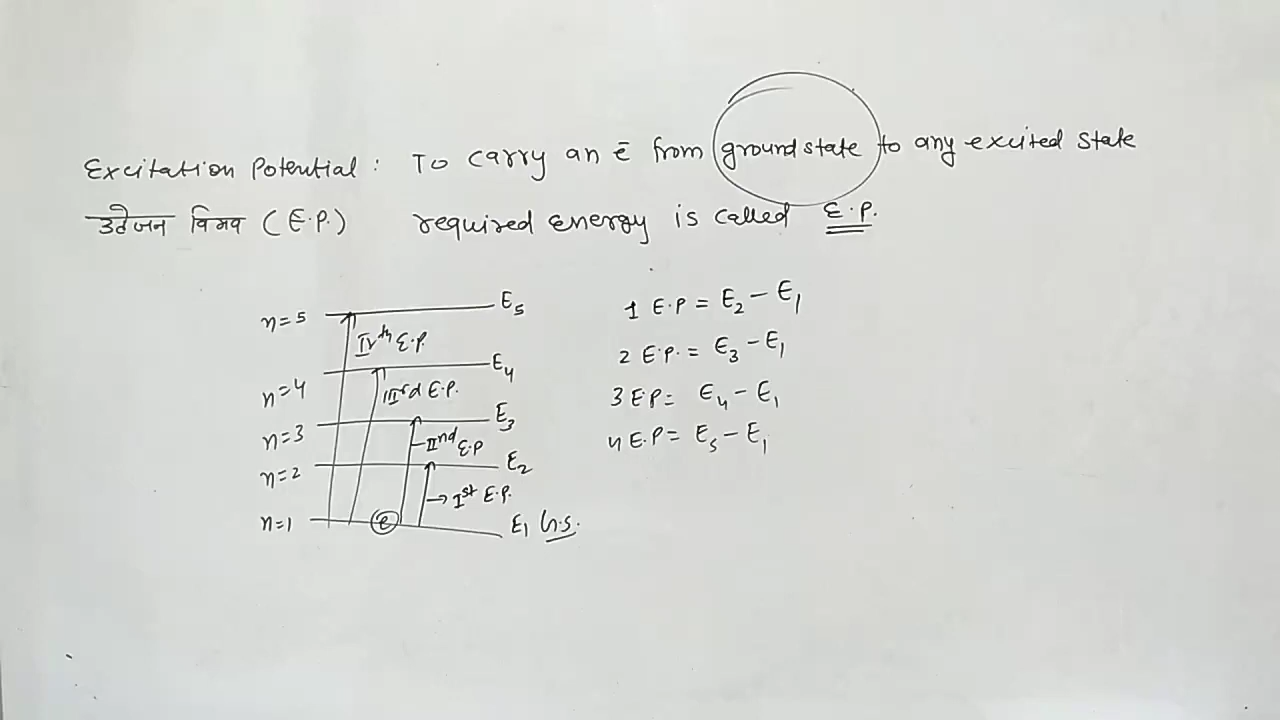 Excitation Potential : To carry an ē from ground state to any excited state
उत्तेजन विभव (E.P.) required energy is called E.P.
n=5 E5 1 E.P = E2 - E1
IVth E.P.
n=4 E4 2 E.P. = E3 - E1
IIIrd E.P.
n=3 E3 3 E.P = E4 - E1
IInd E.P
n=2 E2 4 E.P = E5 - E1
→ Ist E.P.
n=1 e E1 G.S.